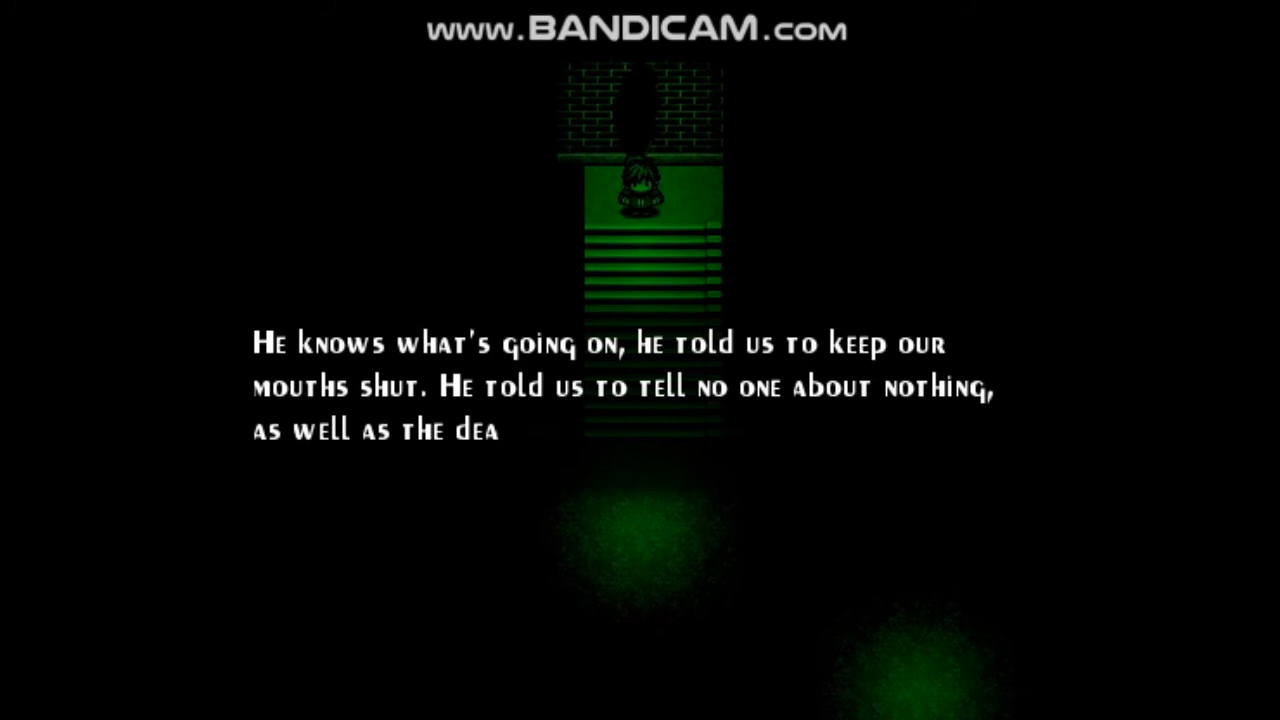 www.BANDICAM.com
He knows what's going on, he told us to keep our
mouths shut. He told us to tell no one about nothing,
as well as the dea